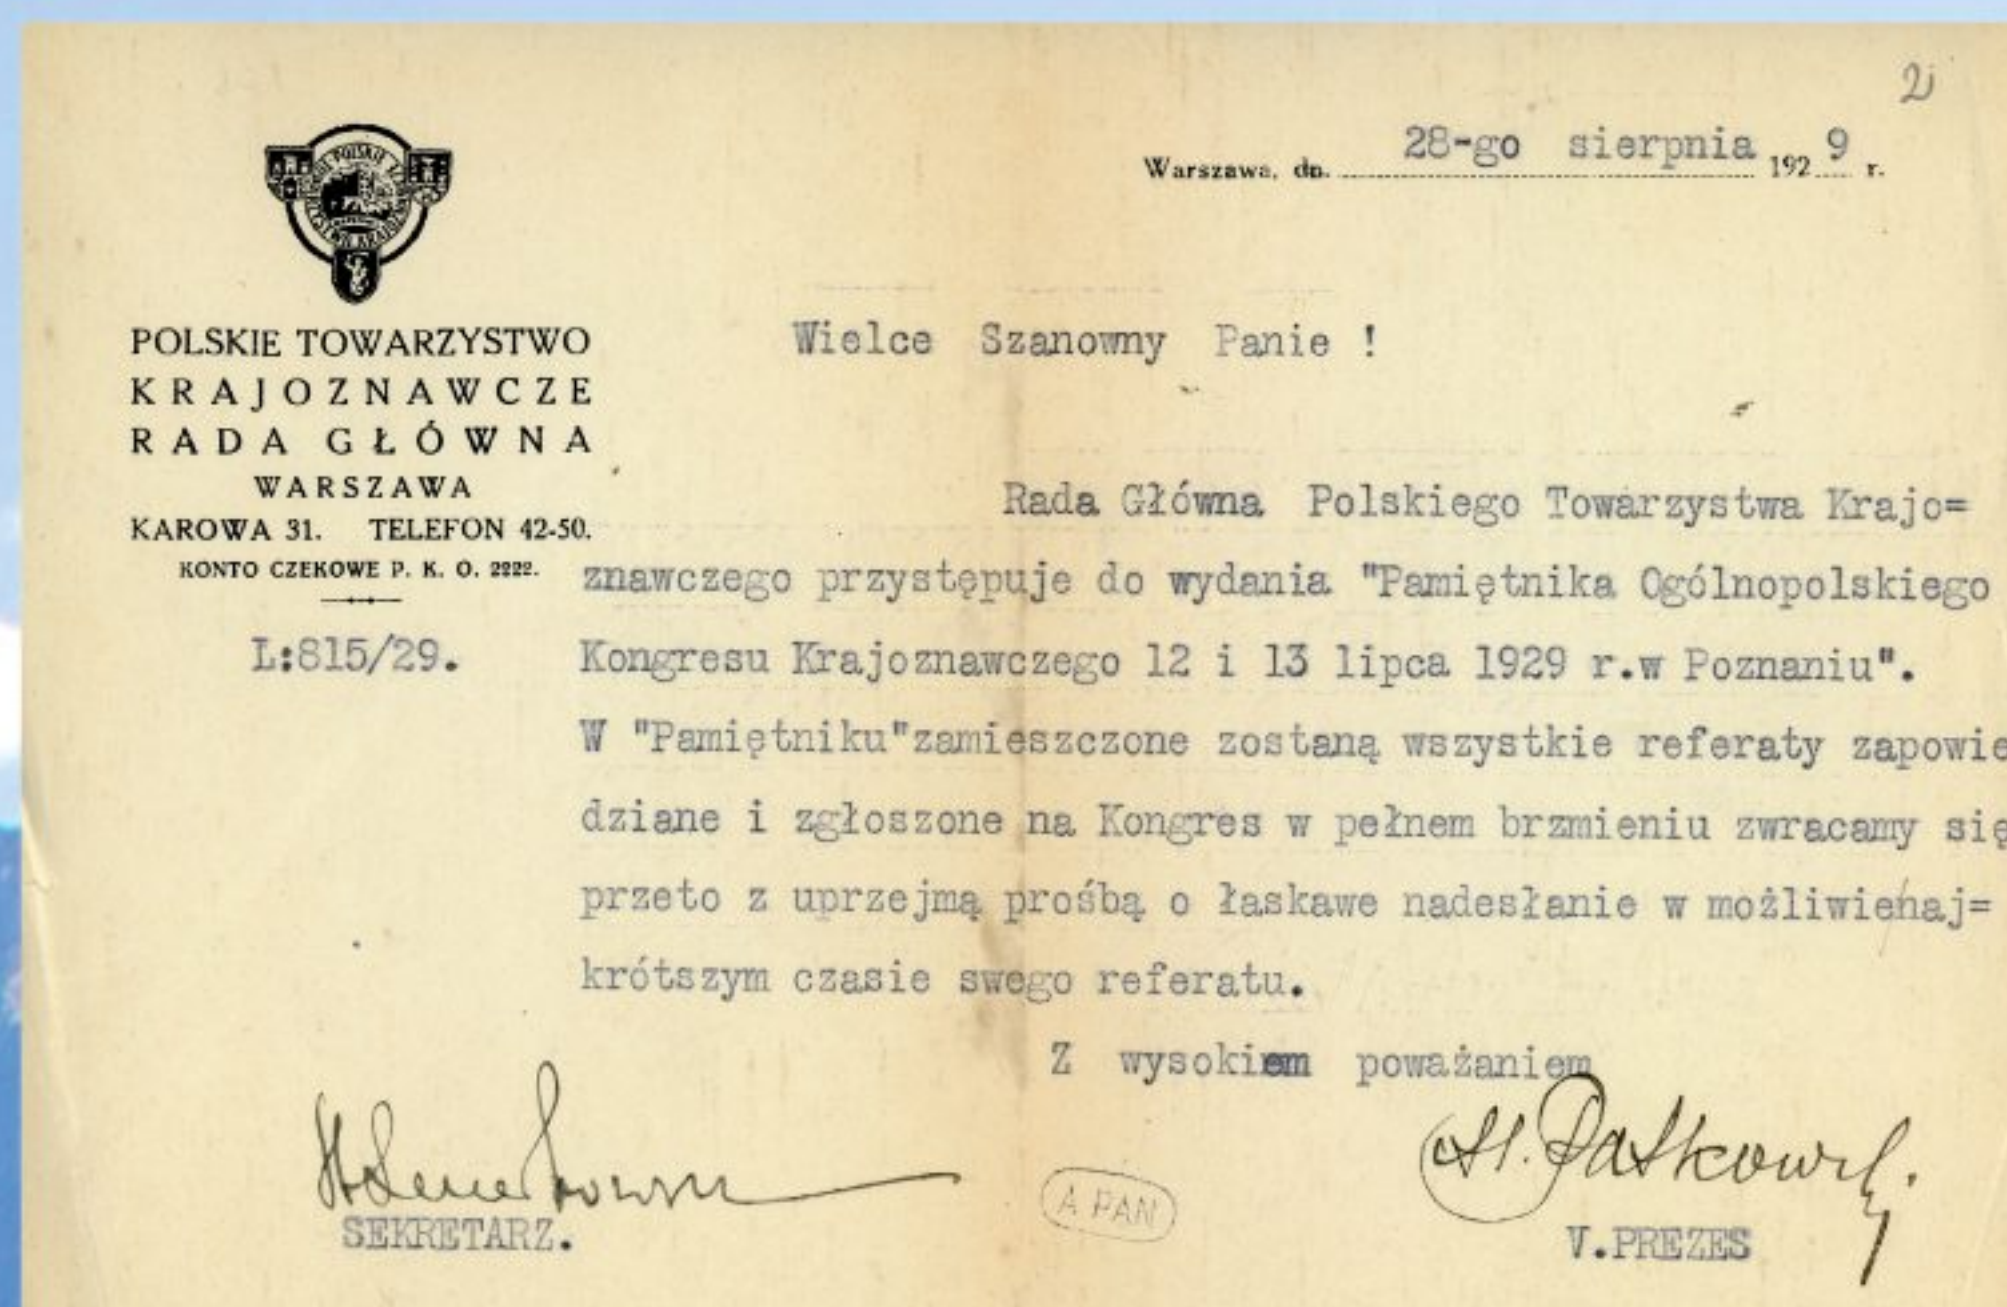 2
Warszawa, dn. 28-go sierpnia 1929 r.
POLSKIE TOWARZYSTWO
KRAJOZNAWCZE
RADA GŁÓWNA
WARSZAWA
KAROWA 31. TELEFON 42-50.
KONTO CZEKOWE P. K. O. 2222.
L:815/29.
Wielce Szanowny Panie !
Rada Główna Polskiego Towarzystwa Krajo=
znawczego przystępuje do wydania "Pamiętnika Ogólnopolskiego
Kongresu Krajoznawczego 12 i 13 lipca 1929 r.w Poznaniu".
W "Pamiętniku"zamieszczone zostaną wszystkie referaty zapowie
dziane i zgłoszone na Kongres w pełnem brzmieniu zwracamy się
przeto z uprzejmą prośbą o łaskawe nadesłanie w możliwie/naj=
krótszym czasie swego referatu.
Z wysokiem poważaniem
SEKRETARZ.
A PAN
V.PREZES